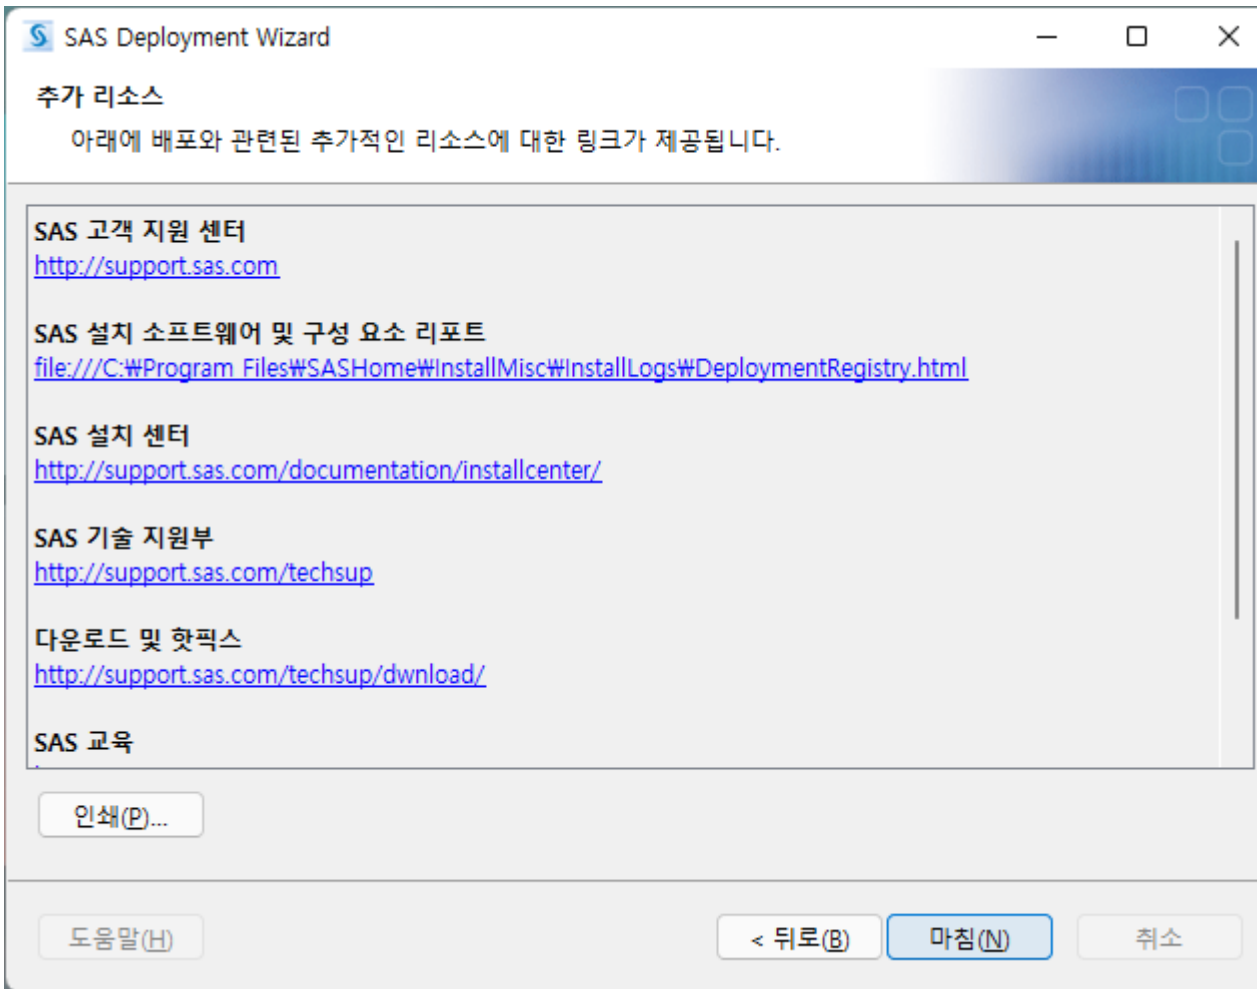 SAS Deployment Wizard
추가 리소스
아래에 배포와 관련된 추가적인 리소스에 대한 링크가 제공됩니다.
SAS 고객 지원 센터
http://support.sas.com
SAS 설치 소프트웨어 및 구성 요소 리포트
file:///C:₩Program Files₩SASHome₩InstallMisc₩InstallLogs₩DeploymentRegistry.html
SAS 설치 센터
http://support.sas.com/documentation/installcenter/
SAS 기술 지원부
http://support.sas.com/techsup
다운로드 및 핫픽스
http://support.sas.com/techsup/dwnload/
SAS 교육
인쇄(P)...
도움말(H) < 뒤로(B) 마침(N) 취소